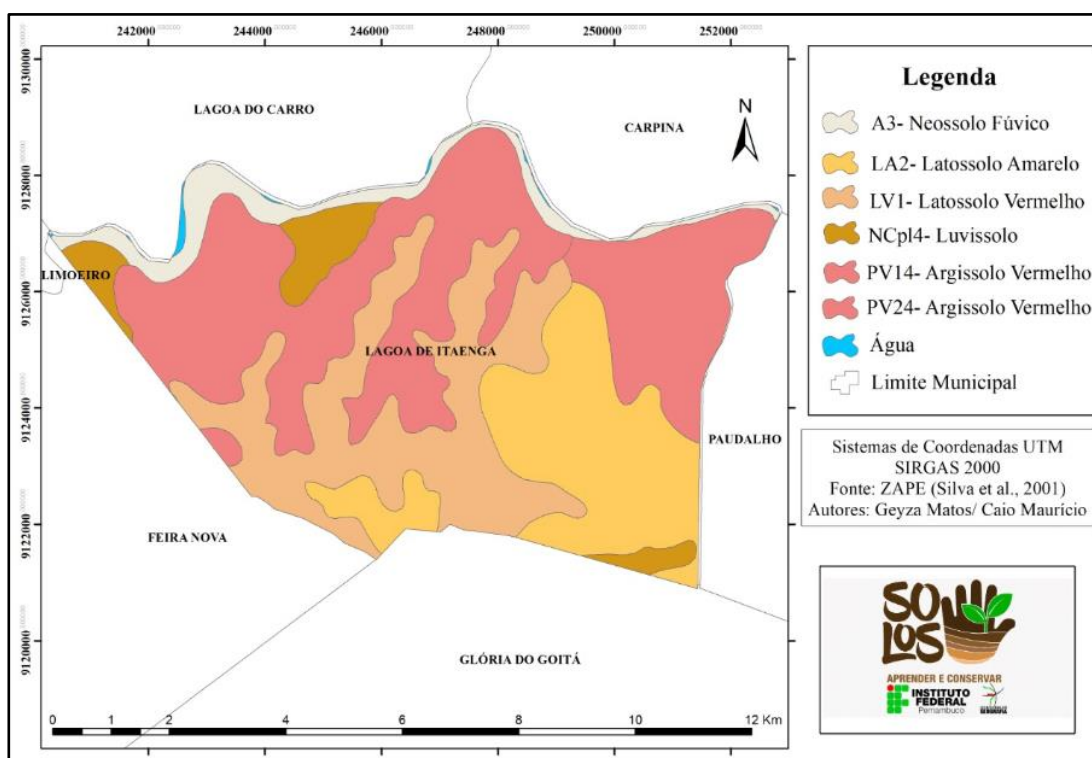 242000 244000 246000 248000 250000 252000
9130000
9128000
9126000
9124000
9122000
9120000
LAGOA DO CARRO
CARPINA
N
LIMOEIRO
LAGOA DE ITAENGA
PAUDALHO
FEIRA NOVA
GLÓRIA DO GOITÁ
0 1 2 4 6 8 10 12 Km
Legenda
A3- Neossolo Fúvico
LA2- Latossolo Amarelo
LV1- Latossolo Vermelho
NCpl4- Luvissolo
PV14- Argissolo Vermelho
PV24- Argissolo Vermelho
Água
Limite Municipal
Sistemas de Coordenadas UTM
SIRGAS 2000
Fonte: ZAPE (Silva et al., 2001)
Autores: Geyza Matos/ Caio Mauricio
SO
LOS
APRENDER E CONSERVAR
INSTITUTO
FEDERAL
Pernambuco